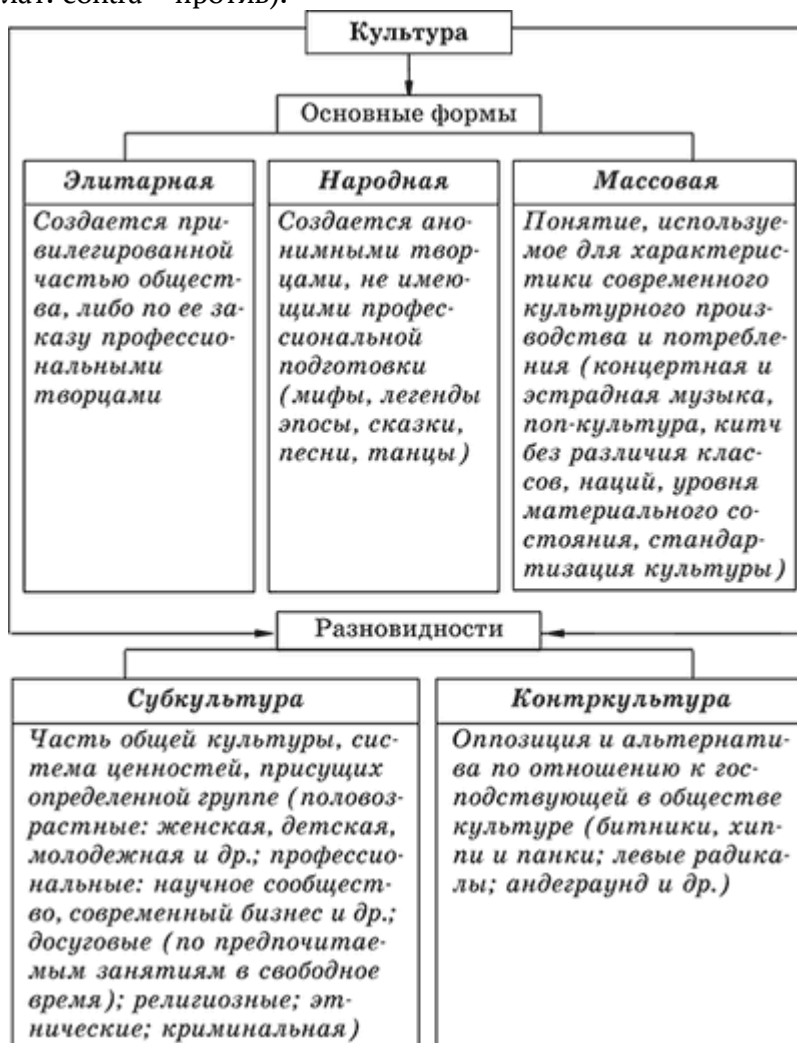 лат. contra – против).
Культура
Основные формы
Элитарная
Создается при-
вилегированной
частью общест-
ва, либо по ее за-
казу профессио-
нальными
творцами
Народная
Создается ано-
нимными твор-
цами, не имею-
щими профес-
сиональной
подготовки
(мифы, легенды
эпосы, сказки,
песни, танцы)
Массовая
Понятие, используе-
мое для характерис-
тики современного
культурного произ-
водства и потребле-
ния (концертная и
эстрадная музыка,
поп-культура, китч
без различия клас-
сов, наций, уровня
материального со-
стояния, стандар-
тизация культуры)
Разновидности
Субкультура
Часть общей культуры, сис-
тема ценностей, присущих
определенной группе (половоз-
растные: женская, детская,
молодежная и др.; профессио-
нальные: научное сообщест-
во, современный бизнес и др.;
досуговые (по предпочитае-
мым занятиям в свободное
время); религиозные; эт-
нические; криминальная)
Контркультура
Оппозиция и альтернати-
ва по отношению к гос-
подствующей в обществе
культуре (битники, хип-
пи и панки; левые радика-
лы; андеграунд и др.)